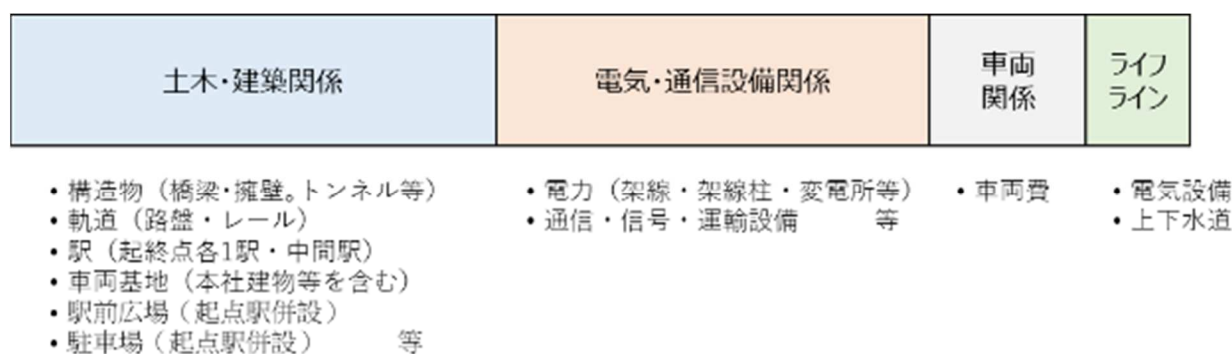 土木・建築関係
電気・通信設備関係
車両
関係
ライフ
ライン
• 構造物（橋梁・擁壁。トンネル等）
• 軌道（路盤・レール）
• 駅（起終点各1駅・中間駅）
• 車両基地（本社建物等を含む）
• 駅前広場（起点駅併設）
• 駐車場（起点駅併設）　　　等
• 電力（架線・架線柱・変電所等）
• 通信・信号・運輸設備　　　等
• 車両費
• 電気設備
• 上下水道